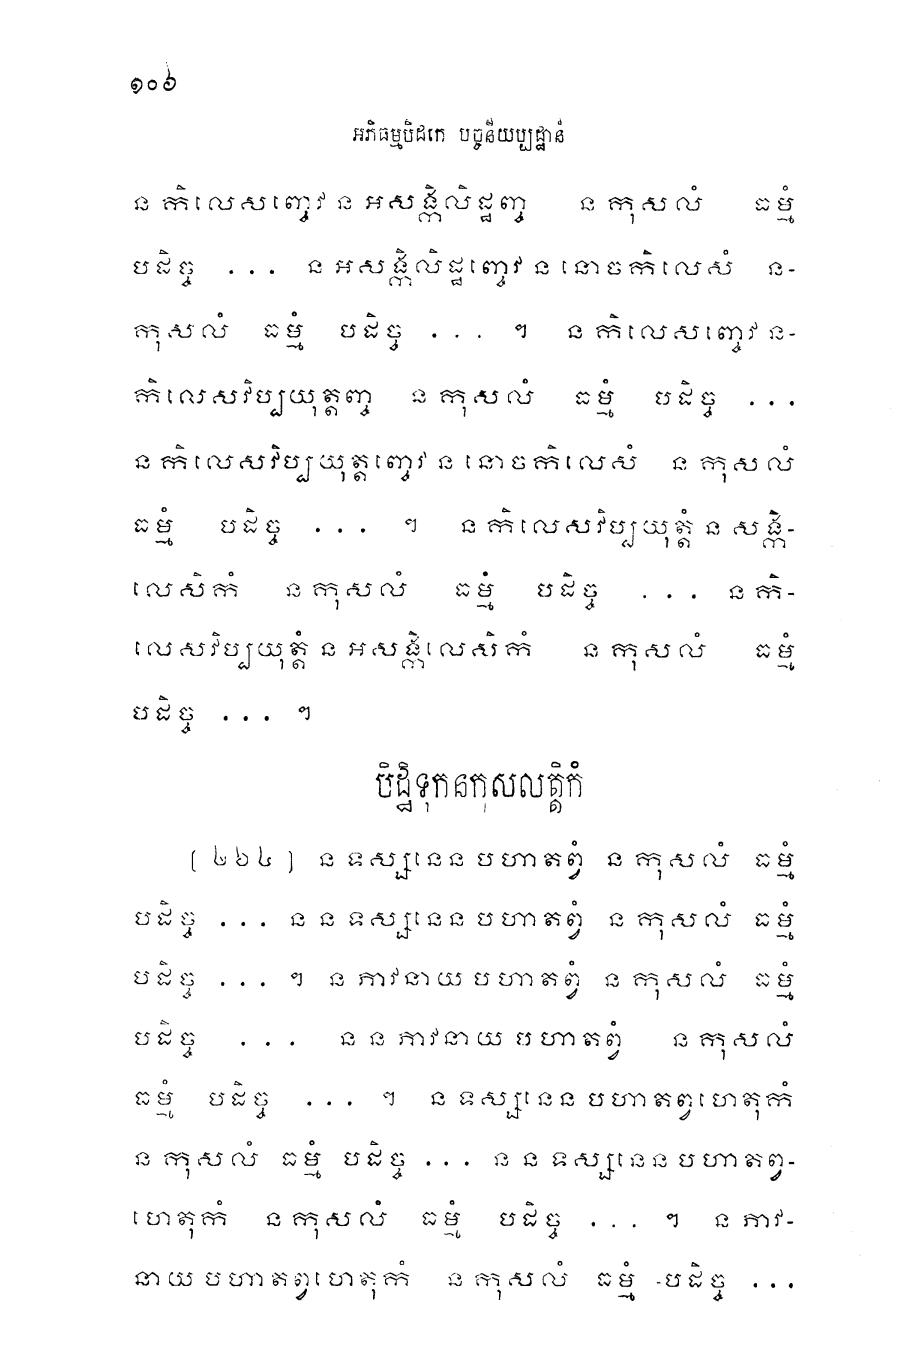 ១០៦
អភិធម្មបិដកេ បច្ចនីយប្បដ្ឋានំ
ន កិលេសញ្ចេវ ន អសង្កិលិដ្ឋញ្ច ន កុសលំ ធម្មំ
បដិច្ច ... ន អសង្កិលិដ្ឋញ្ចេវ ន នោចកិលេសំ ន-
កុសលំ ធម្មំ បដិច្ច ... ។ ន កិលេសញ្ចេវ ន-
កិលេសវិប្បយុត្តញ្ច ន កុសលំ ធម្មំ បដិច្ច ...
ន កិលេសវិប្បយុត្តញ្ចេវ ន នោចកិលេសំ ន កុសលំ
ធម្មំ បដិច្ច ... ។ ន កិលេសវិប្បយុត្តំ ន សង្កិ-
លេសិកំ ន កុសលំ ធម្មំ បដិច្ច ... ន កិ-
លេសវិប្បយុត្តំ ន អសង្កិលេសិកំ ន កុសលំ ធម្មំ
បដិច្ច ... ។
បិដ្ឋិទុកនកុសលត្តិកំ
(២៦៤) ន ទស្សនេន បហាតព្វំ ន កុសលំ ធម្មំ
បដិច្ច ... ន ន ទស្សនេន បហាតព្វំ ន កុសលំ ធម្មំ
បដិច្ច ... ។ ន ភាវនាយ បហាតព្វំ ន កុសលំ ធម្មំ
បដិច្ច ... ន ន ភាវនាយ បហាតព្វំ ន កុសលំ
ធម្មំ បដិច្ច ... ។ ន ទស្សនេន បហាតព្វហេតុកំ
ន កុសលំ ធម្មំ បដិច្ច ... ន ន ទស្សនេន បហាតព្វ-
ហេតុកំ ន កុសលំ ធម្មំ បដិច្ច ... ។ ន ភាវ-
នាយ បហាតព្វហេតុកំ ន កុសលំ ធម្មំ បដិច្ច ...